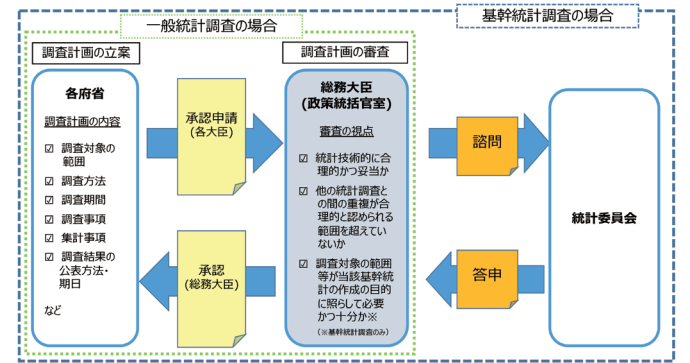 一般統計調査の場合
基幹統計調査の場合
調査計画の立案
調査計画の審査
各府省
調査計画の内容
☑ 調査対象の
範囲
☑ 調査方法
☑ 調査期間
☑ 調査事項
☑ 集計事項
☑ 調査結果の
公表方法・
期日
など
承認申請
(各大臣)
承認
(総務大臣)
総務大臣
(政策統括官室)
審査の視点
☑ 統計技術的に合
理的かつ妥当か
☑ 他の統計調査と
の間の重複が合
理的と認められる
範囲を超えてい
ないか
☑ 調査対象の範囲
等が当該基幹統
計の作成の目的
に照らして必要
かつ十分か※
(※基幹統計調査のみ)
諮問
答申
統計委員会